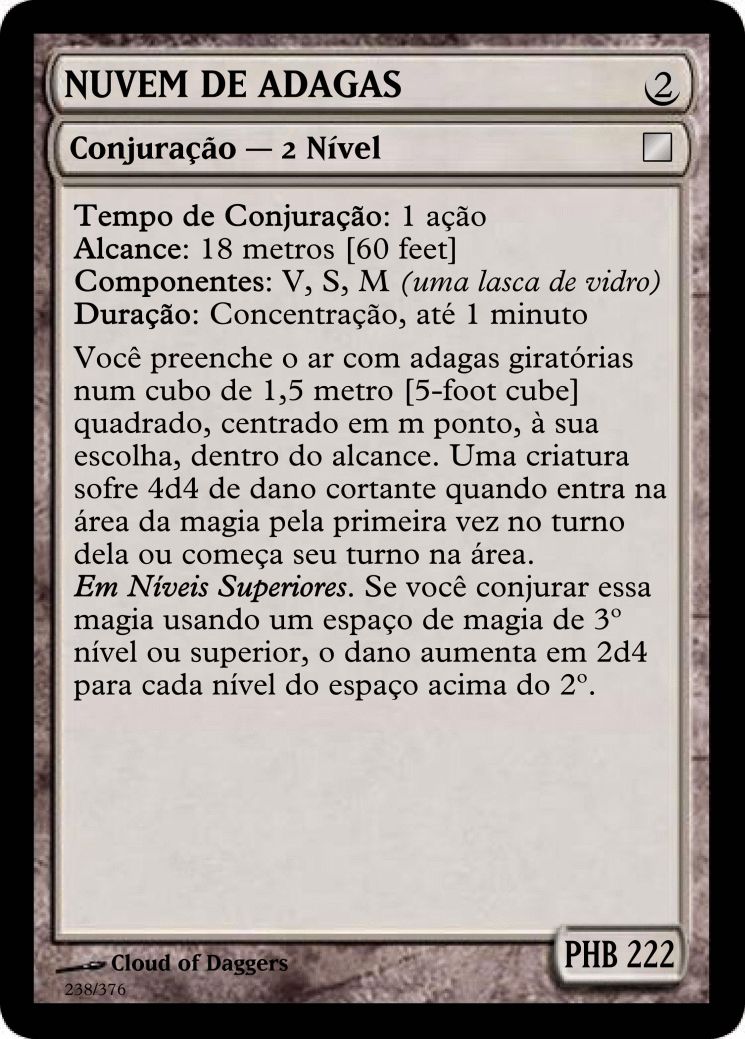 NUVEM DE ADAGAS
2
Conjuração — 2 Nível
Tempo de Conjuração: 1 ação
Alcance: 18 metros [60 feet]
Componentes: V, S, M (uma lasca de vidro)
Duração: Concentração, até 1 minuto
Você preenche o ar com adagas giratórias
num cubo de 1,5 metro [5-foot cube]
quadrado, centrado em m ponto, à sua
escolha, dentro do alcance. Uma criatura
sofre 4d4 de dano cortante quando entra na
área da magia pela primeira vez no turno
dela ou começa seu turno na área.
Em Níveis Superiores. Se você conjurar essa
magia usando um espaço de magia de 3º
nível ou superior, o dano aumenta em 2d4
para cada nível do espaço acima do 2º.
PHB 222
Cloud of Daggers
238/376